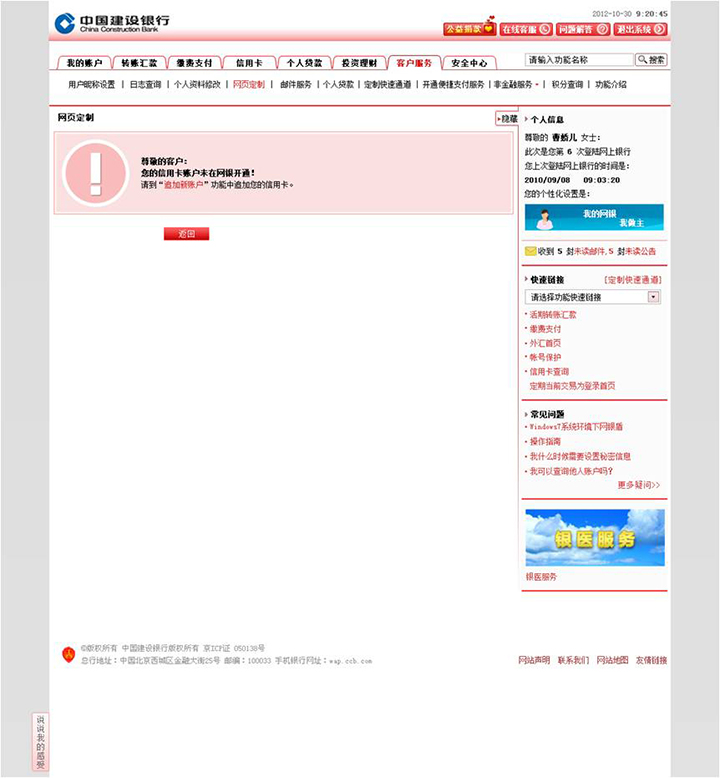 中国建设银行
China Construction Bank
2012-10-30 9:20:45
公益捐款 在线客服 问题解答 退出系统
我的账户 转账汇款 缴费支付 信用卡 个人贷款 投资理财 客户服务 安全中心
请输入功能名称 搜索
用户昵称设置 | 日志查询 | 个人资料修改 | 网页定制 | 邮件服务 | 个人贷款 | 定制快速通道 | 开通便捷支付服务 | 非金融服务 | 积分查询 | 功能介绍
网页定制
隐藏
尊敬的客户:
您的信用卡账户未在网银开通!
请到“追加新账户”功能中追加您的信用卡。
返回
个人信息
尊敬的 曹 儿 女士:
此次是您第 6 次登陆网上银行
您上次登陆网上银行的时间是:
2010/09/08 09:03:20
您的个性化设置是:
我的网银
我做主
收到 5 封未读邮件,5 封未读公告
快速链接 [定制快速通道]
请选择功能快速链接
活期转账汇款
缴费支付
外汇首页
帐号保护
信用卡查询
定期当前交易为登录首页
常见问题
Windows7系统环境下网银盾
操作指南
我什么时候需要设置私密信息
我可以查询他人账户吗?
更多疑问>>
银医服务
银医服务
©版权所有 中国建设银行版权所有 京ICP证 050138号
总行地址:中国北京西城区金融大街25号 邮编:100033 手机银行网址:wap.ccb.com
网站声明 联系我们 网站地图 友情链接
说说我的感受